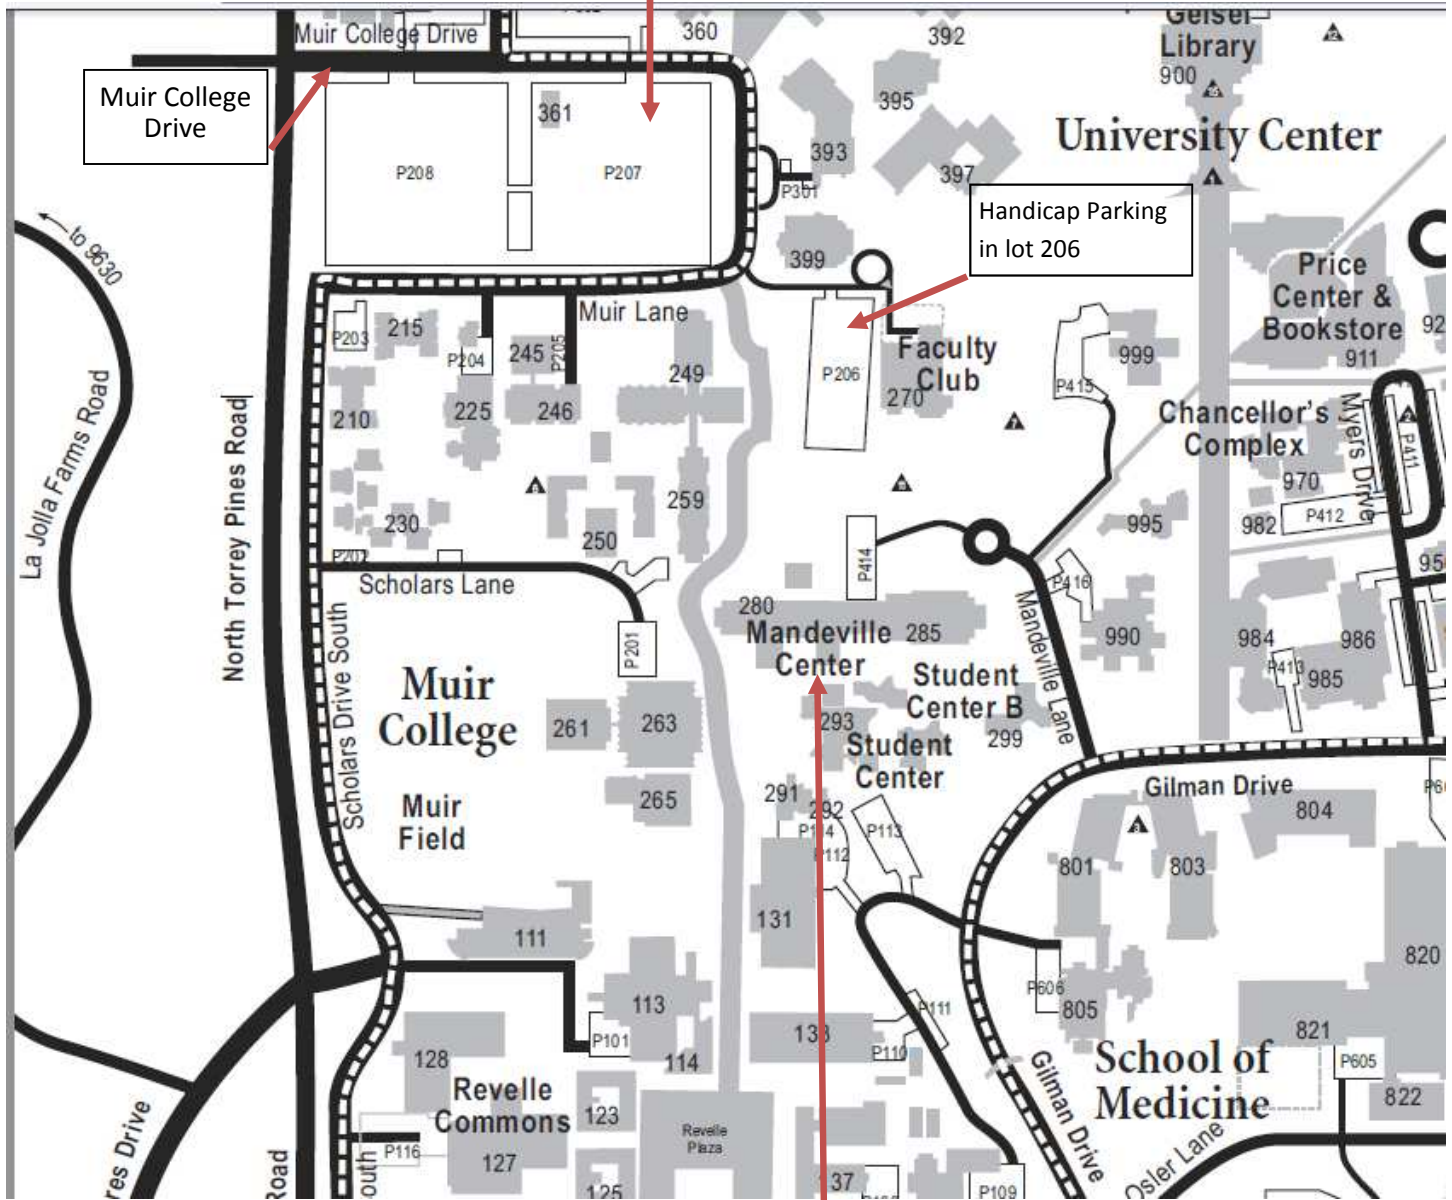 Geisel
Library
900
12
16
Muir College Drive
360
392
395
Muir College
Drive
361
P208
P207
393
397
P301
University Center
1
Handicap Parking
in lot 206
to 9630
399
Price
Center &
Bookstore
911
Muir Lane
P203
215
P204
245
P205
249
P206
Faculty
Club
270
999
P415
210
225
246
7
Chancellor's
Complex
Myers Drive
P411
970
P412
982
La Jolla Farms Road
North Torrey Pines Road
259
230
250
P202
Scholars Lane
P201
P414
995
P416
280
Mandeville
Center
285
990
984
986
P413
985
Mandeville Lane
Student
Center B
299
293
Student
Center
Scholars Drive South
Muir
College
261
263
265
Muir
Field
291
292
P114
P112
P113
Gilman Drive
804
801
3
803
131
111
820
113
P101
114
P111
P110
P606
805
821
School of
Medicine
P605
822
128
Revelle
Commons
123
Revelle
Plaza
P116
127
125
137
P109
Gilman Drive
Osler Lane
Road